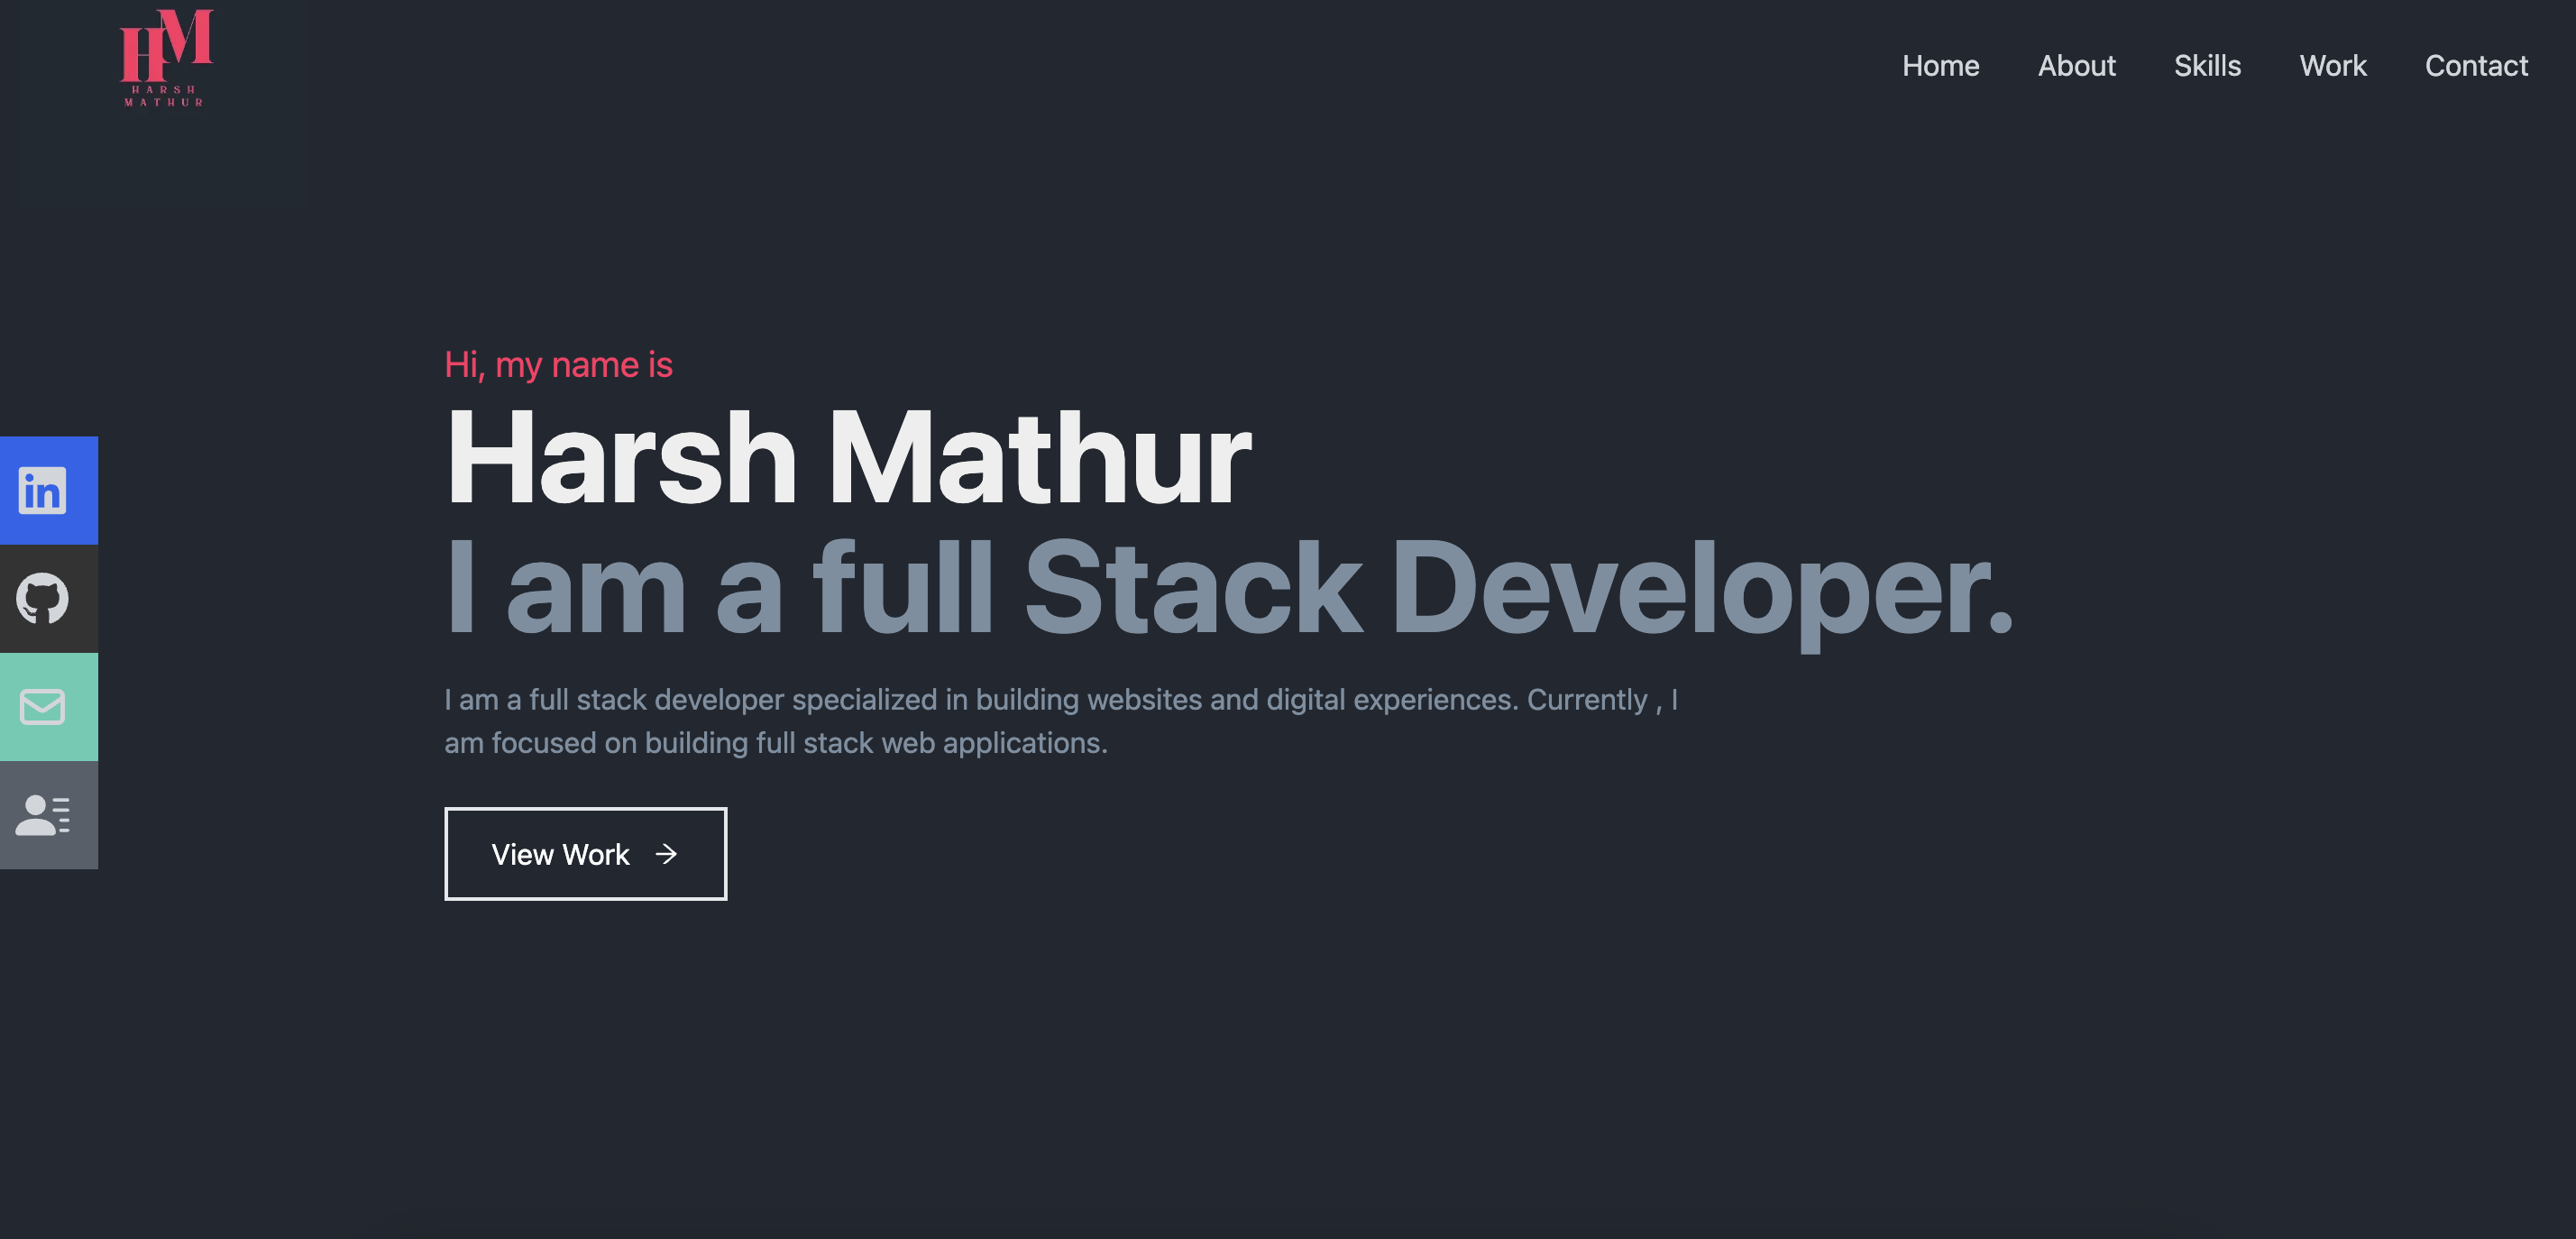 HM
HARSH
MATHUR
Home About Skills Work Contact
Hi, my name is
Harsh Mathur
I am a full Stack Developer.
in
I am a full stack developer specialized in building websites and digital experiences. Currently , I
am focused on building full stack web applications.
View Work →